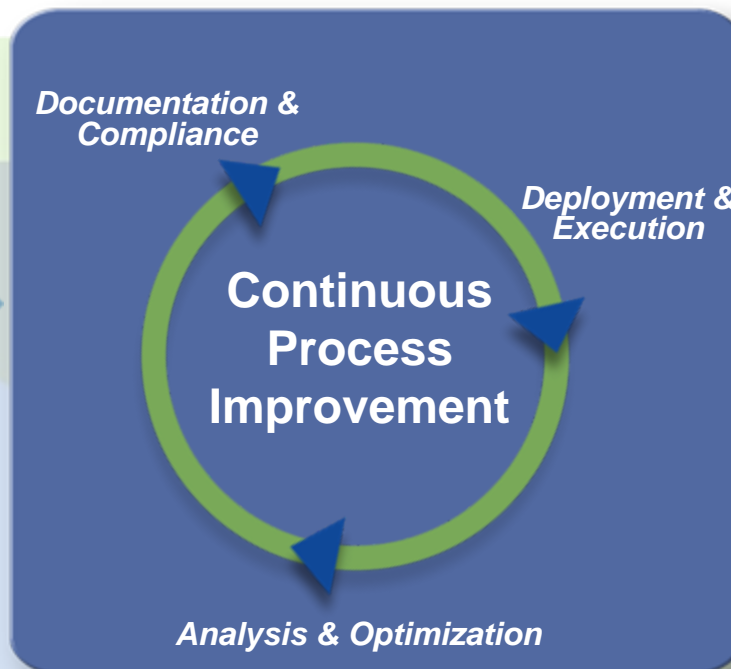 Documentation &
Compliance
Deployment &
Execution
Continuous
Process
Improvement
Analysis & Optimization